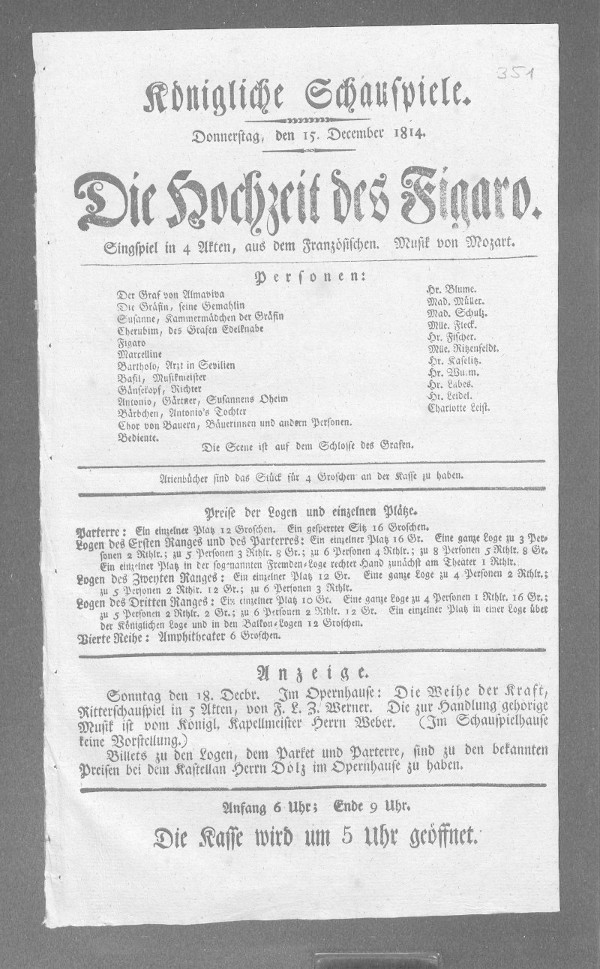 351
Königliche Schauspiele.
Donnerstag, den 15. December 1814.
Die Hochzeit des Figaro.
Singspiel in 4 Akten, aus dem Französischen. Musik von Mozart.
Personen:
Der Graf von Almaviva Hr. Blume.
Die Gräfin, seine Gemahlin Mad. Müller.
Susanne, Kammermädchen der Gräfin Mad. Schulz.
Cherubim, des Grafen Edelknabe Mlle. Fleck.
Figaro Hr. Fischer.
Marcelline Mlle. Ritzenfeldt.
Bartholo, Arzt in Sevilien Hr. Kaselitz.
Basil, Musikmeister Hr. Wurm.
Gänsekopf, Richter Hr. Labes.
Antonio, Gärtner, Susannens Oheim Hr. Leidel.
Bärbchen, Antonio's Tochter Charlotte Leist.
Chor von Bauern, Bäuerinnen und andern Personen.
Bediente.
Die Scene ist auf dem Schlosse des Grafen.
Arienbücher sind das Stück für 4 Groschen an der Kasse zu haben.
Preise der Logen und einzelnen Plätze.
Parterre: Ein einzelner Platz 12 Groschen. Ein gesperrter Sitz 16 Groschen.
Logen des Ersten Ranges und des Parterres: Ein einzelner Platz 16 Gr. Eine ganze Loge zu 3 Per-
sonen 2 Rthlr.; zu 5 Personen 3 Rthlr. 8 Gr.; zu 6 Personen 4 Rthlr.; zu 8 Personen 5 Rthlr. 8 Gr.
Ein einzelner Platz in der sogenannten Fremden-Loge rechter Hand zunächst am Theater 1 Rthlr.
Logen des Zweyten Ranges: Ein einzelner Platz 12 Gr. Eine ganze Loge zu 4 Personen 2 Rthlr.;
zu 5 Personen 2 Rthlr. 12 Gr.; zu 6 Personen 3 Rthlr.
Logen des Dritten Ranges: Ein einzelner Platz 10 Gr. Eine ganze Loge zu 4 Personen 1 Rthlr. 16 Gr.;
zu 5 Personen 2 Rthlr. 2 Gr.; zu 6 Personen 2 Rthlr. 12 Gr. Ein einzelner Platz in einer Loge über
der Königlichen Loge und in den Balkon-Logen 12 Groschen.
Vierte Reihe: Amphitheater 6 Groschen.
Anzeige.
Sonntag den 18. Decbr. Im Opernhause: Die Weihe der Kraft,
Ritterschauspiel in 5 Akten, von F. L. Z. Werner. Die zur Handlung gehörige
Musik ist vom Königl. Kapellmeister Herrn Weber. (Im Schauspielhause
keine Vorstellung.)
Billets zu den Logen, dem Parket und Parterre, sind zu den bekannten
Preisen bei dem Kastellan Herrn Dölz im Opernhause zu haben.
Anfang 6 Uhr; Ende 9 Uhr.
Die Kasse wird um 5 Uhr geöffnet.